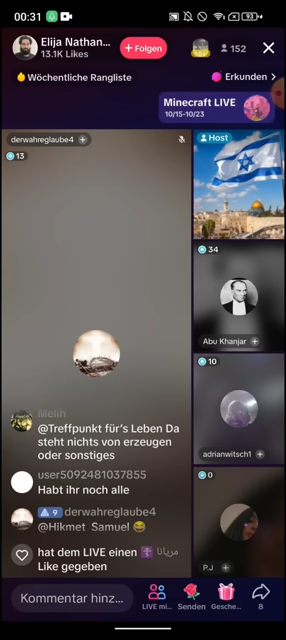 00:31
93
Elija Nathan...
13.1K Likes
+ Folgen
152
Wöchentliche Rangliste
Erkunden >
Minecraft LIVE
10/15-10/23
derwahreglaube4 +
13
Host
34
Abu Khanjar +
10
adrianwitsch1 +
0
P.J +
Melih
@Treffpunkt für's Leben Da
steht nichts von erzeugen
oder sonstiges
user5092481037855
Habt ihr noch alle
9 derwahreglaube4
@Hikmet Samuel 😂
hat dem LIVE einen مريانا
Like gegeben
Kommentar hinz...
LIVE mi...
Senden
Gesche...
8